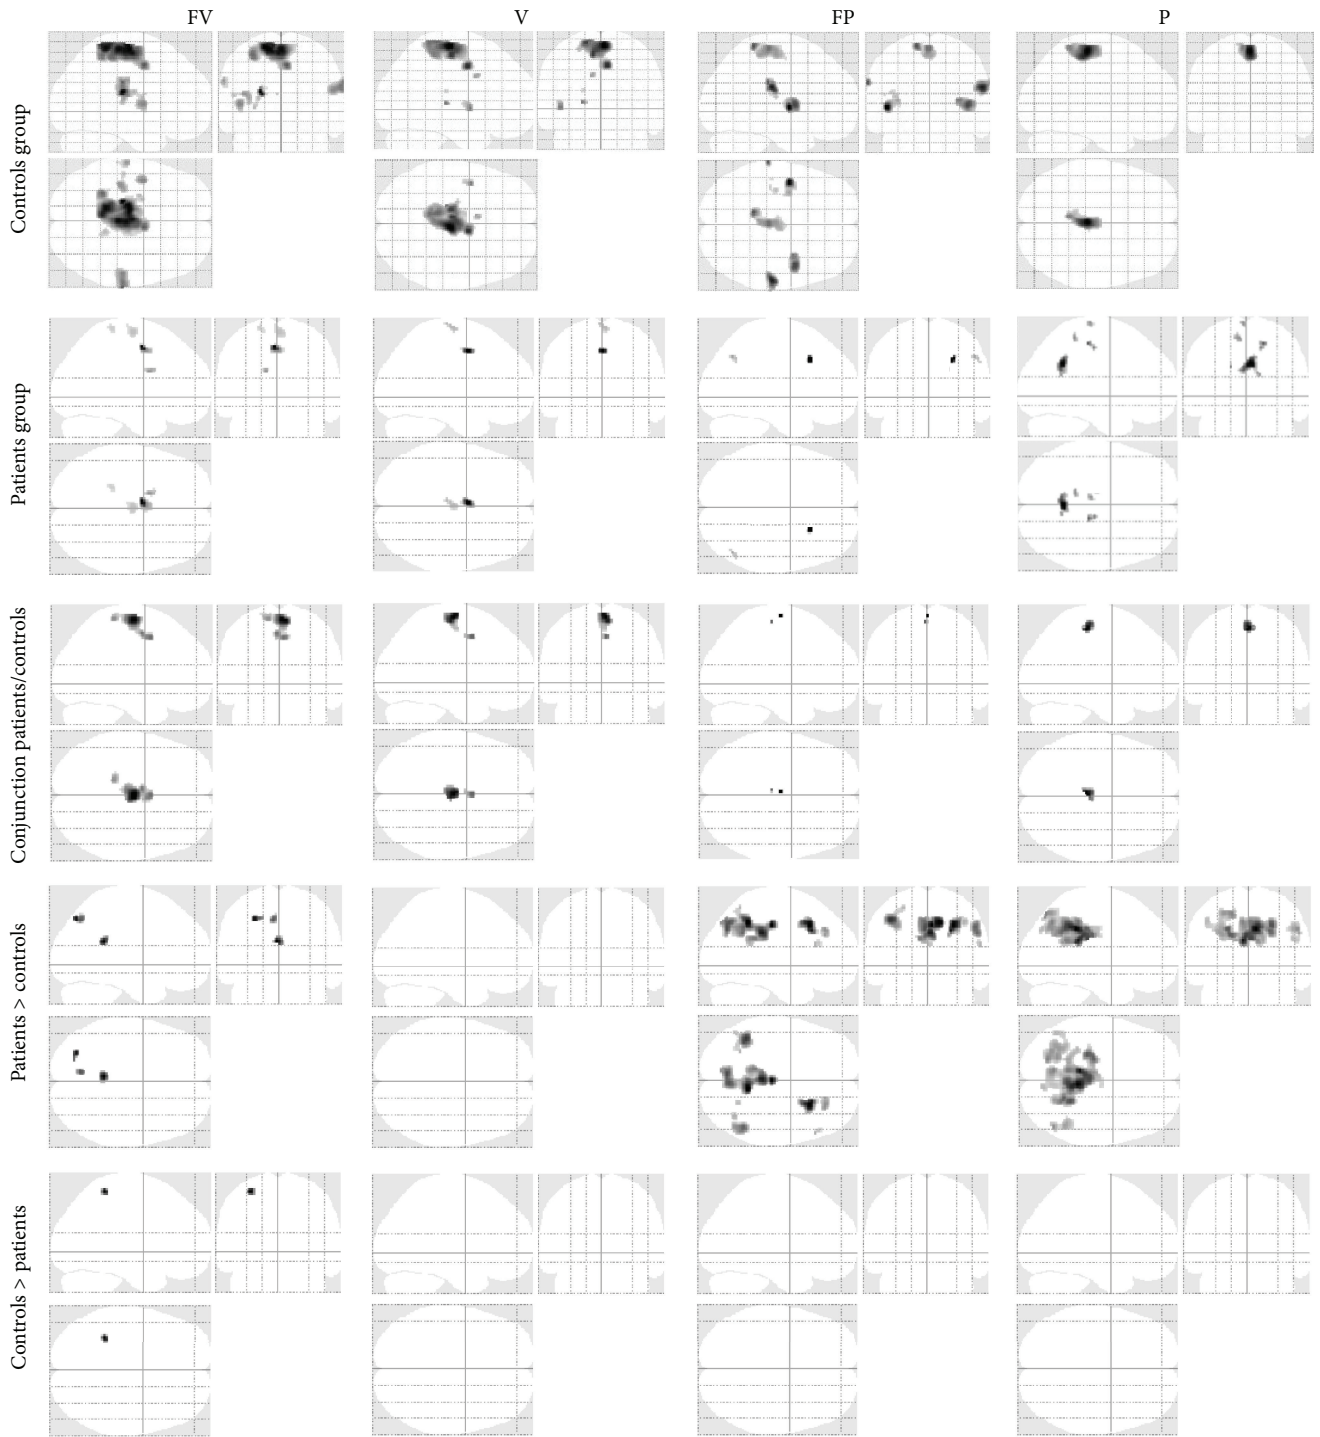 FV V FP P
Controls group
Patients group
Conjunction patients/controls
Patients > controls
Controls > patients